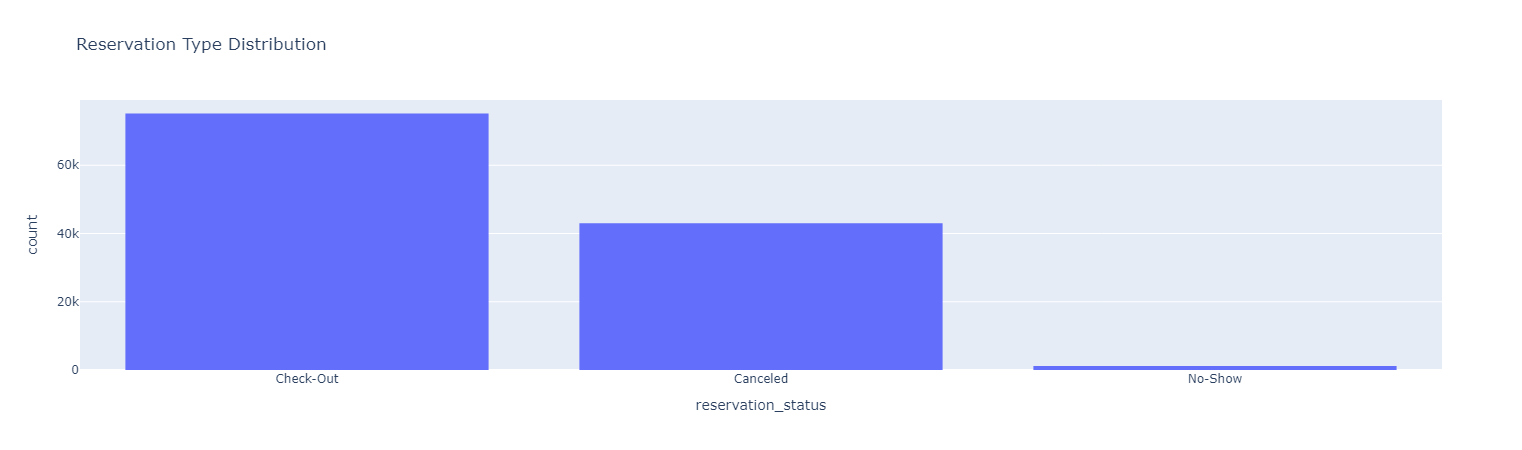 Reservation Type Distribution
60k
40k
20k
0
count
Check-Out
Canceled
No-Show
reservation_status